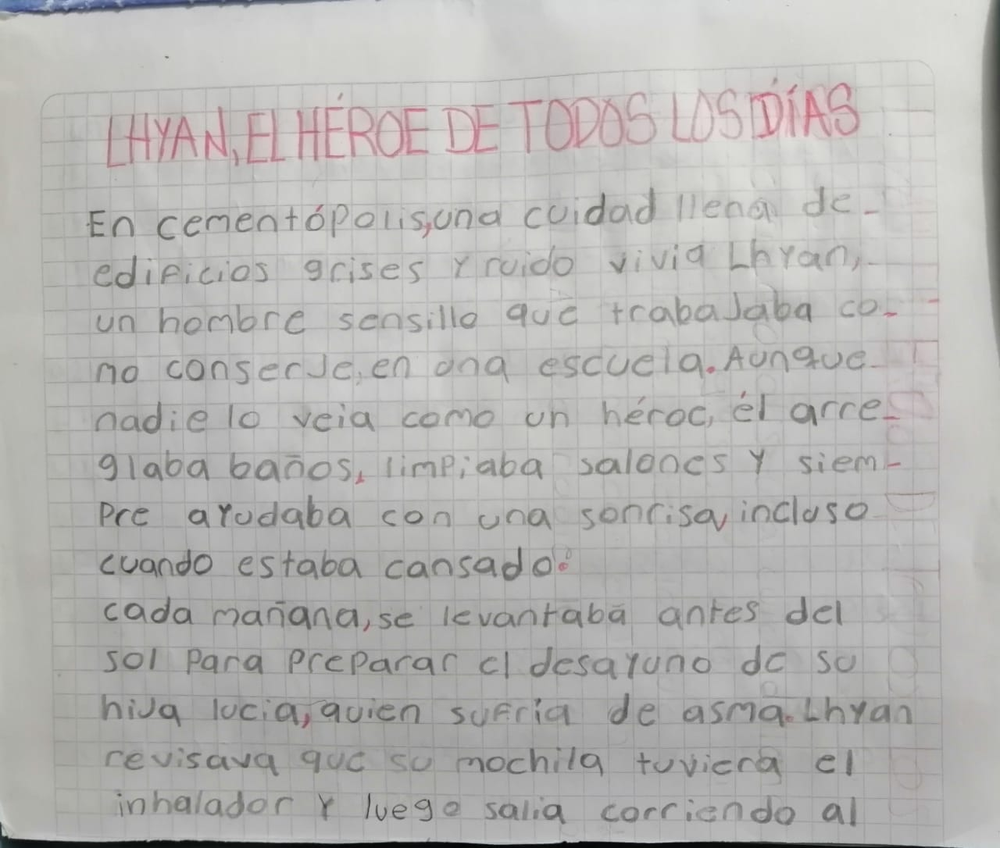 LHYAN, EL HÉROE DE TODOS LOS DÍAS
En cementópolis, una cuidad llena de-
edificios grises y ruido vivia Lhyan,
un hombre sensillo que trabajaba co-
mo conserje, en una escuela. Aunque
nadie lo veia como un héroe, él arre-
glaba baños, limpiaba salones y siem-
pre ayudaba con una sonrisa, incluso
cuando estaba cansado.
cada mañana, se levantaba antes del
sol para preparar el desayuno de su
hija lucia, quien sufria de asma. Lhyan
revisava que su mochila tuviera el
inhalador y luego salia corriendo al